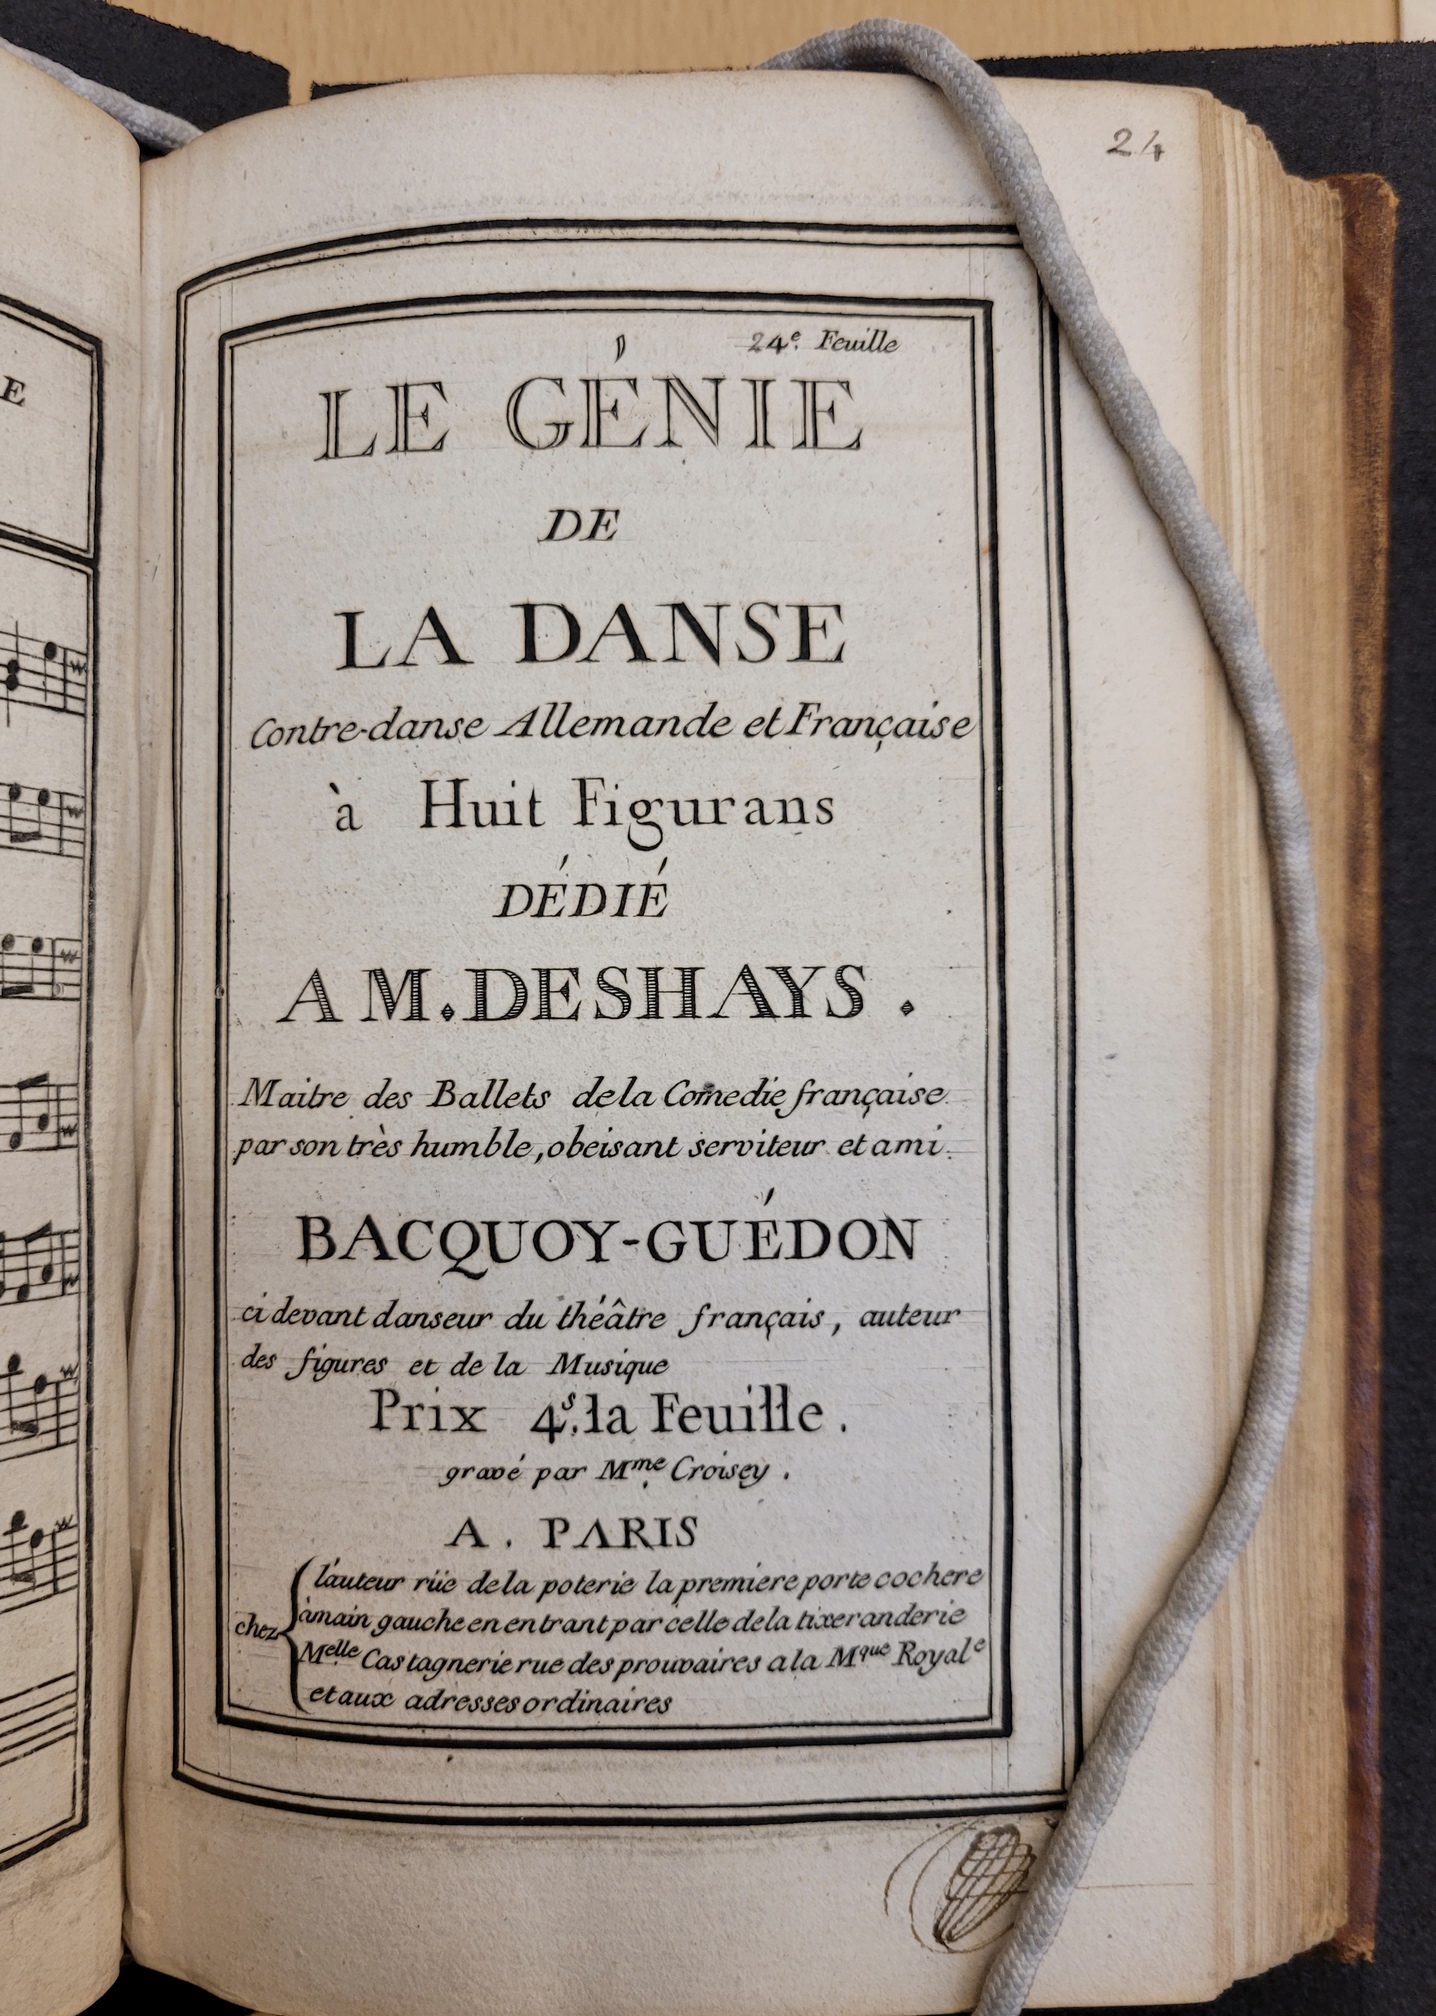 24
E
24e. Feuille
LE GÉNIE
DE
LA DANSE
Contre-danse Allemande et Française
à Huit Figurans
DÉDIÉ
A M. DESHAYS.
Maitre des Ballets de la Comedie française
par son très humble, obeisant serviteur et ami.
BACQUOY-GUÉDON
ci devant danseur du théâtre français, auteur
des figures et de la Musique
Prix 4s. la Feuille.
gravé par Mme. Croisey.
A. PARIS
chez
l'auteur rüe de la poterie la premiere porte cochere
à main gauche en entrant par celle de la tixeranderie
Melle. Castagnerie rue des prouvaires a la Mque Royale
et aux adresses ordinaires